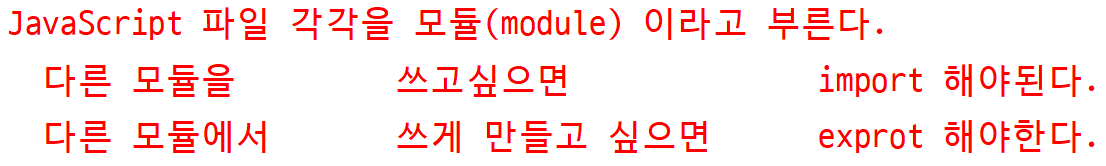 JavaScript 파일 각각을 모듈(module) 이라고 부른다.
다른 모듈을 쓰고싶으면 import 해야된다.
다른 모듈에서 쓰게 만들고 싶으면 exprot 해야한다.